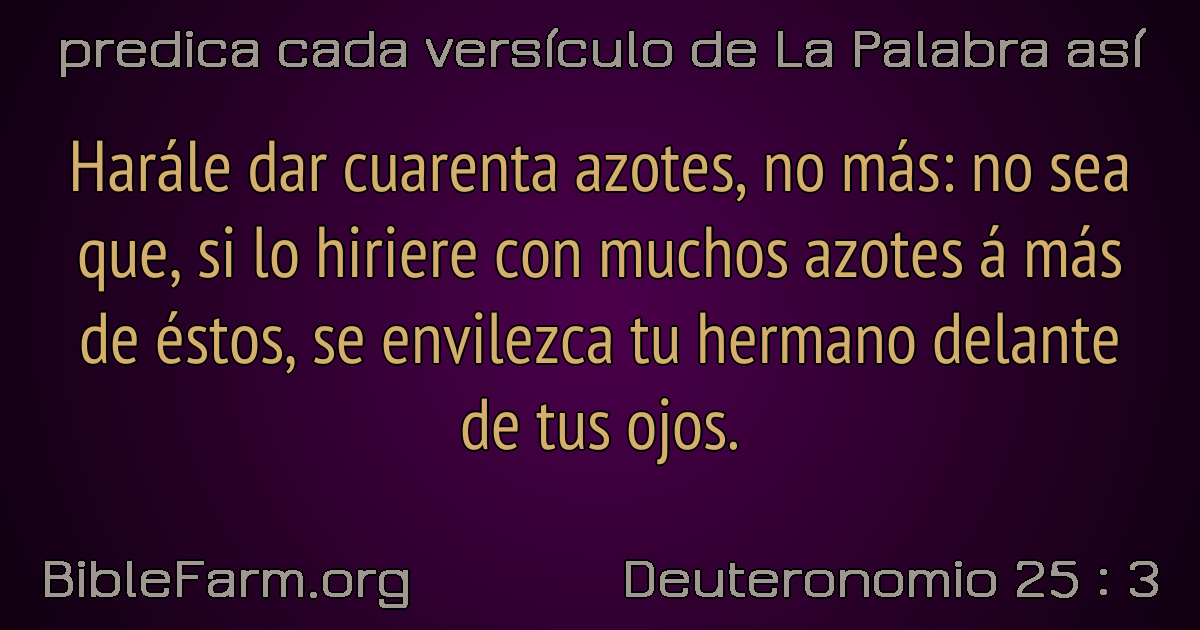 predica cada versículo de La Palabra así
Harále dar cuarenta azotes, no más: no sea
que, si lo hiriere con muchos azotes á más
de éstos, se envilezca tu hermano delante
de tus ojos.
BibleFarm.org
Deuteronomio 25 : 3